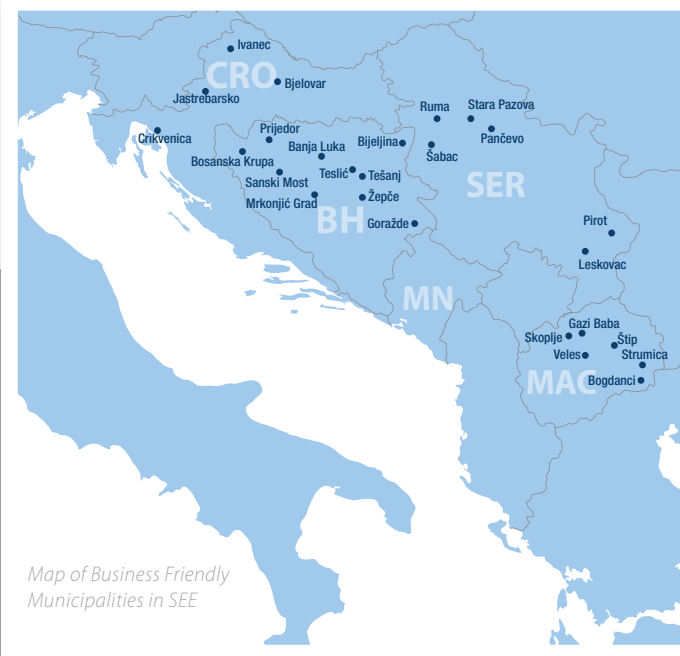 Ivanec
CRO
Bjelovar
Jastrebarsko
Ruma
Stara Pazova
Prijedor
Crikvenica
Banja Luka
Bijeljina
Pančevo
Bosanska Krupa
Šabac
Teslić
Tešanj
Sanski Most
SER
Mrkonjić Grad
Žepče
BH
Goražde
Pirot
Leskovac
MN
Gazi Baba
Skoplje
Štip
Veles
Strumica
MAC
Bogdanci
Map of Business Friendly
Municipalities in SEE